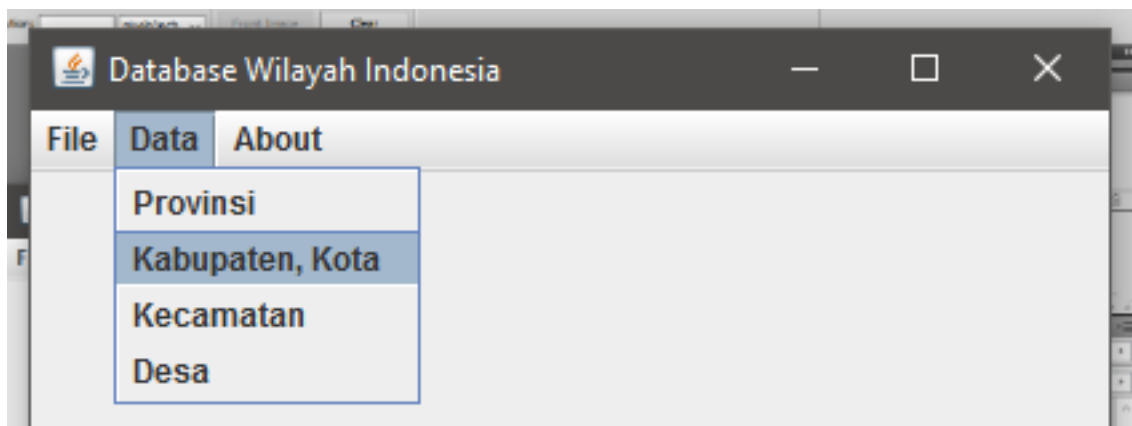 Database Wilayah Indonesia
File Data About
Provinsi
Kabupaten, Kota
Kecamatan
Desa